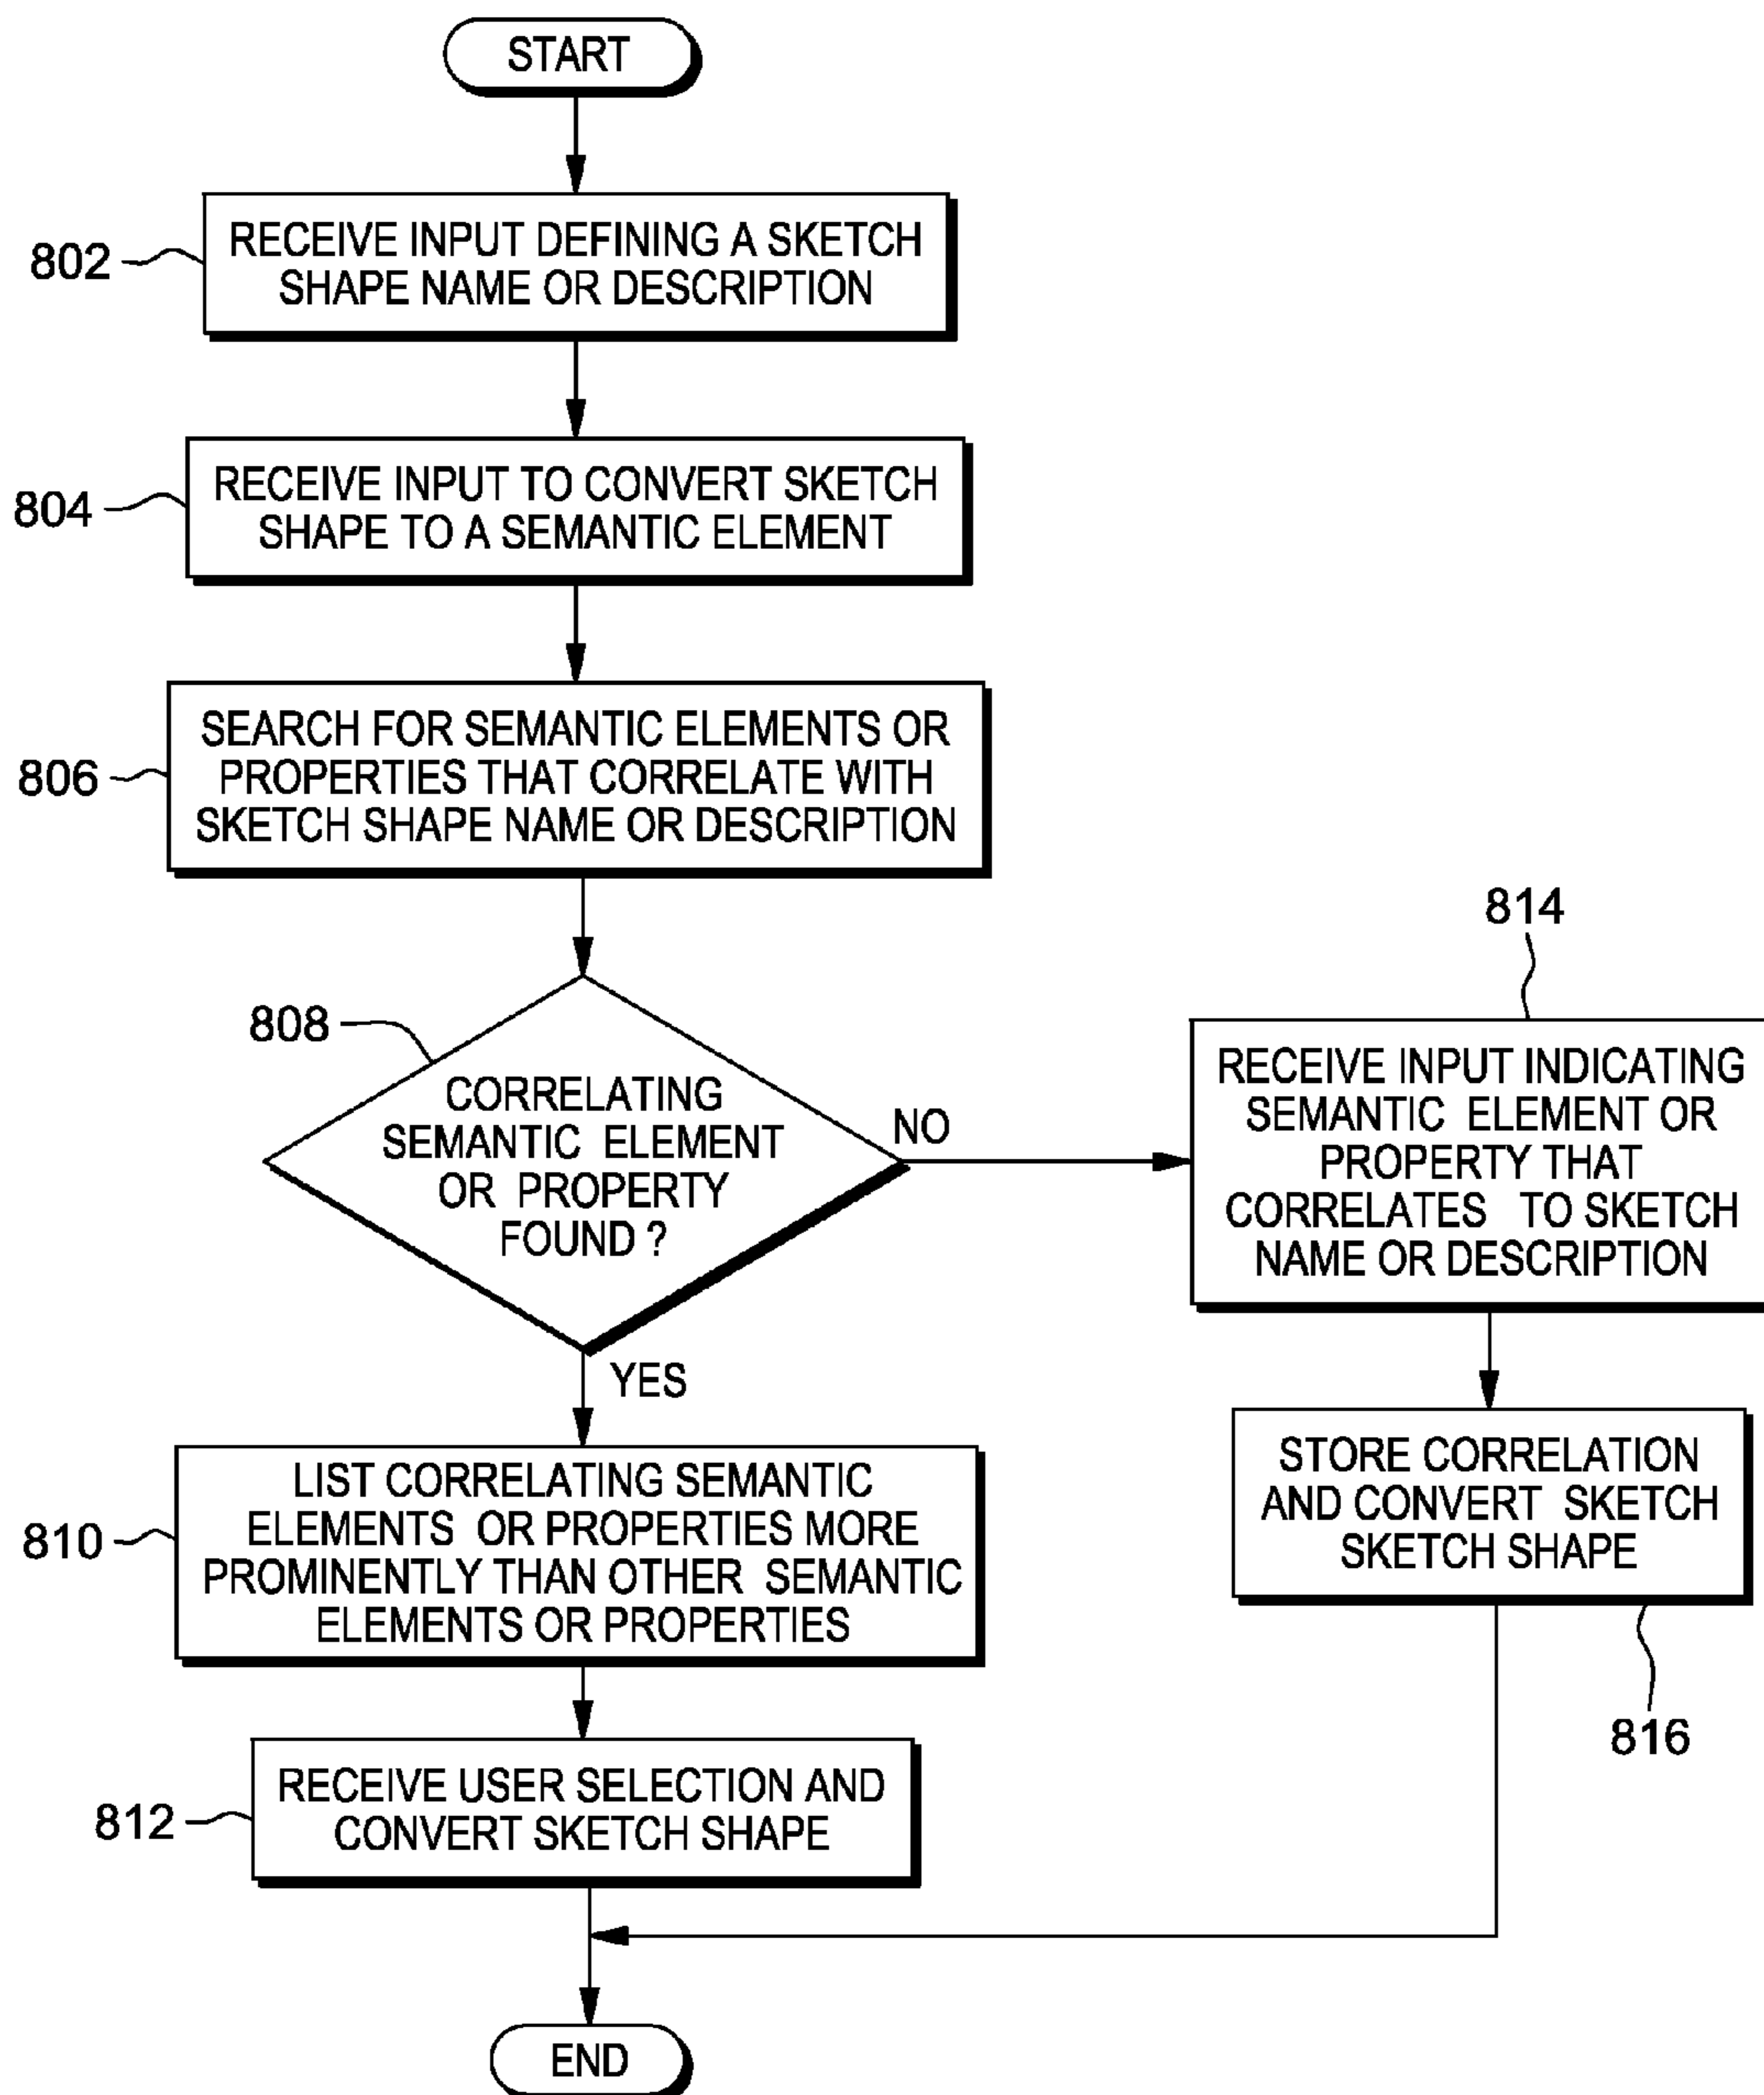 START
802
RECEIVE INPUT DEFINING A SKETCH
SHAPE NAME OR DESCRIPTION
804
RECEIVE INPUT TO CONVERT SKETCH
SHAPE TO A SEMANTIC ELEMENT
806
SEARCH FOR SEMANTIC ELEMENTS OR
PROPERTIES THAT CORRELATE WITH
SKETCH SHAPE NAME OR DESCRIPTION
808
CORRELATING
SEMANTIC ELEMENT
OR PROPERTY
FOUND ?
NO
YES
814
RECEIVE INPUT INDICATING
SEMANTIC ELEMENT OR
PROPERTY THAT
CORRELATES TO SKETCH
NAME OR DESCRIPTION
810
LIST CORRELATING SEMANTIC
ELEMENTS OR PROPERTIES MORE
PROMINENTLY THAN OTHER SEMANTIC
ELEMENTS OR PROPERTIES
STORE CORRELATION
AND CONVERT SKETCH
SKETCH SHAPE
816
812
RECEIVE USER SELECTION AND
CONVERT SKETCH SHAPE
END